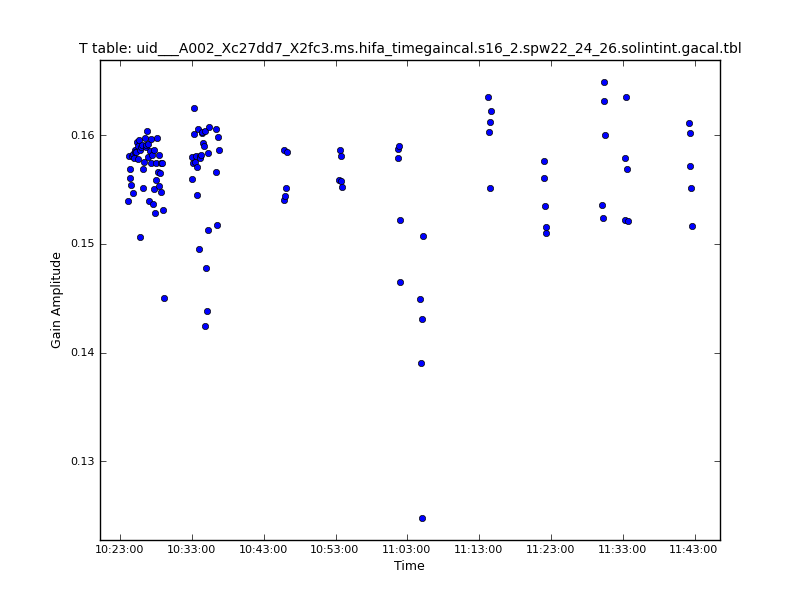 T table: uid___A002_Xc27dd7_X2fc3.ms.hifa_timegaincal.s16_2.spw22_24_26.solintint.gacal.tbl
0.16
0.15
Gain Amplitude
0.14
0.13
10:23:00 10:33:00 10:43:00 10:53:00 11:03:00 11:13:00 11:23:00 11:33:00 11:43:00
Time